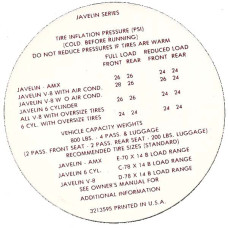 JAVELIN SERIES
TIRE INFLATION PRESSURE (PSI)
(COLD BEFORE RUNNING)
DO NOT REDUCE PRESSURES IF TIRES ARE WARM
FULL LOAD REDUCED LOAD
FRONT REAR FRONT REAR
JAVELIN - AMX 26 26 24 24
JAVELIN V-8 WITH AIR COND. 28 26
JAVELIN V-8 W/O AIR COND. 26 26 24 24
JAVELIN 6 CYLINDER
ALL V-8 WITH OVERSIZE TIRES
6 CYL. WITH OVERSIZE TIRES 24 24 24 24
VEHICLE CAPACITY WEIGHTS
800 LBS. - 4 PASS. & LUGGAGE
(2 PASS. FRONT SEAT - 2 PASS. REAR SEAT - 200 LBS. LUGGAGE)
RECOMMENDED TIRE SIZES (STANDARD)
JAVELIN - AMX E-70 X 14 B LOAD RANGE
JAVELIN 6 CYL. C-78 X 14 B LOAD RANGE
JAVELIN V-8 D-78 X 14 B LOAD RANGE
SEE OWNER'S MANUAL FOR
ADDITIONAL INFORMATION
3213595 PRINTED IN U.S.A.